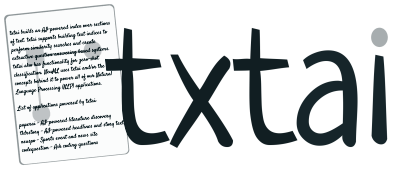 txtai builds an AI-powered index over sections
of text. txtai supports building text indices to
perform similarity searches and create
extractive question-answering based systems.
txtai also has functionality for zero-shot
classification. NeuML uses txtai and/or the
concepts behind it to power all of our Natural
Language Processing (NLP) applications.
List of applications powered by txtai:
paperai - AI-powered literature discovery
tldrstory - AI-powered headlines and story text
neuspo - Sports event and news site
codequestion - Ask coding questions
txtai